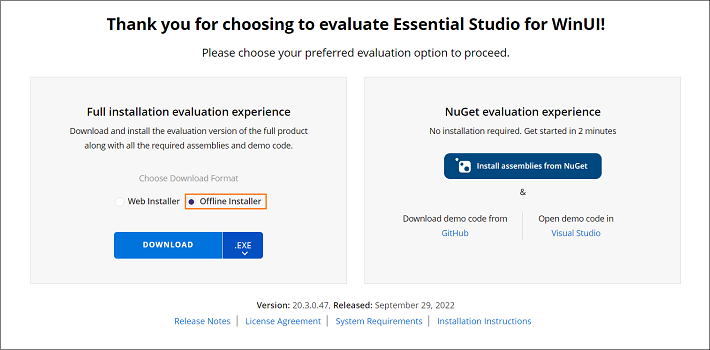 Thank you for choosing to evaluate Essential Studio for WinUI!
Please choose your preferred evaluation option to proceed.
Full installation evaluation experience
Download and install the evaluation version of the full product
along with all the required assemblies and demo code.
Choose Download Format
Web Installer
Offline Installer
DOWNLOAD
.EXE
NuGet evaluation experience
No installation required. Get started in 2 minutes
Install assemblies from NuGet
&
Download demo code from
GitHub
Open demo code in
Visual Studio
Version: 20.3.0.47, Released: September 29, 2022
Release Notes | License Agreement | System Requirements | Installation Instructions